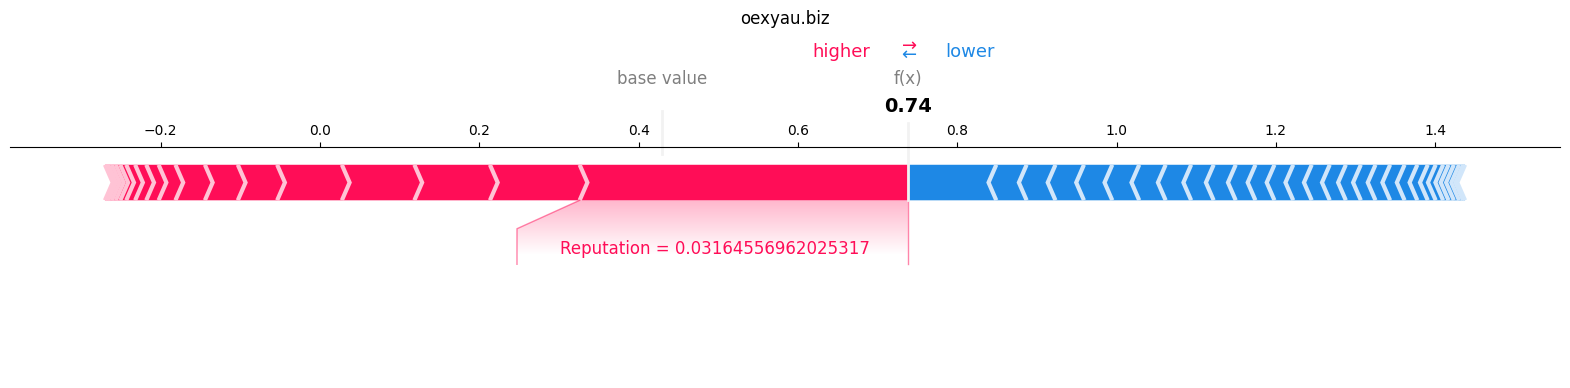 oexyau.biz
higher ⇄ lower
base value f(x)
0.74
−0.2 0.0 0.2 0.4 0.6 0.8 1.0 1.2 1.4
Reputation = 0.03164556962025317